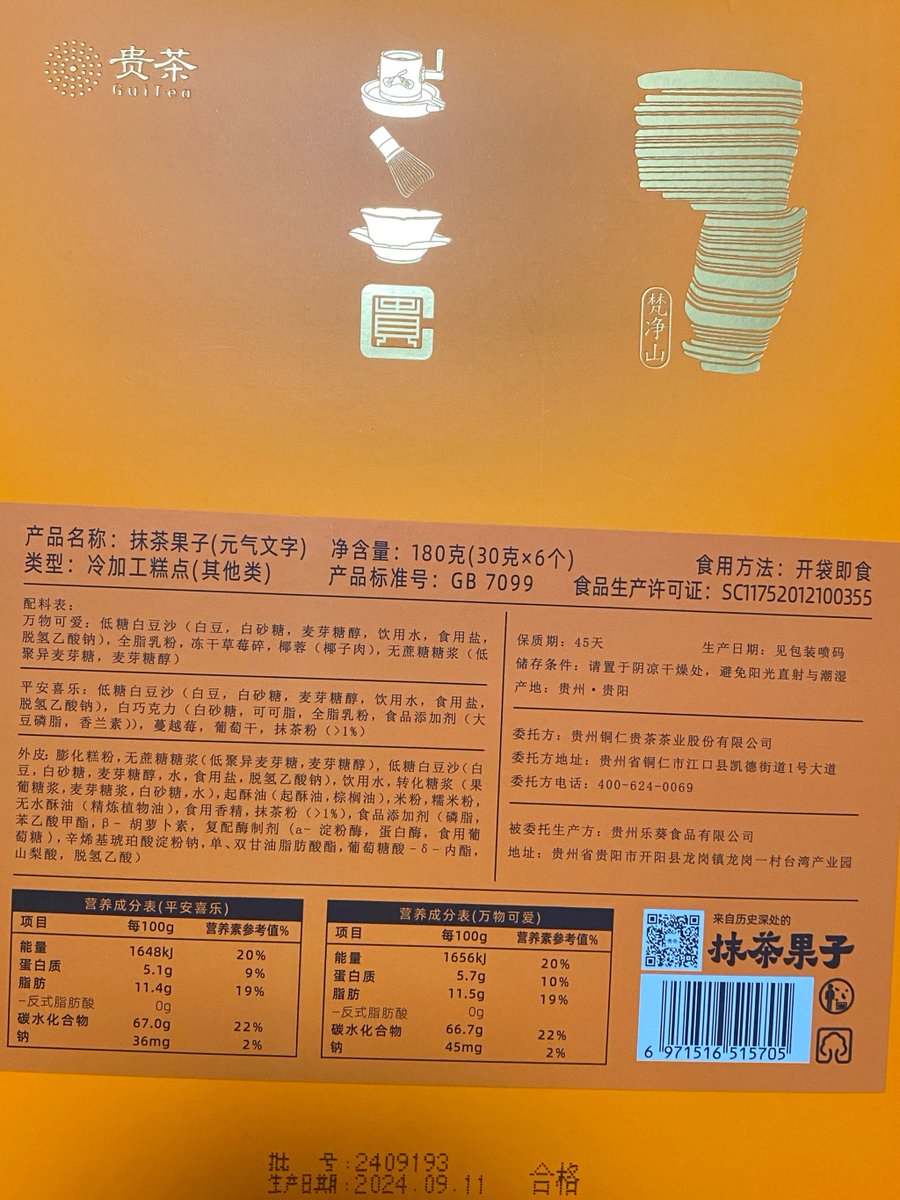 贵茶
GuiTea
梵净山
产品名称：抹茶果子(元气文字)
净含量：180克(30克×6个)
食用方法：开袋即食
类型：冷加工糕点(其他类)
产品标准号：GB 7099
食品生产许可证：SC11752012100355
配料表：
万物可爱：低糖白豆沙（白豆，白砂糖，麦芽糖醇，饮用水，食用盐，
脱氢乙酸钠），全脂乳粉，冻干草莓碎，椰蓉（椰子肉），无蔗糖糖浆（低
聚异麦芽糖，麦芽糖醇）
平安喜乐：低糖白豆沙（白豆，白砂糖，麦芽糖醇，饮用水，食用盐，
脱氢乙酸钠），白巧克力（白砂糖，可可脂，全脂乳粉，食品添加剂（大
豆磷脂，香兰素）），蔓越莓，葡萄干，抹茶粉（>1%）
外皮：膨化糕粉，无蔗糖糖浆（低聚异麦芽糖，麦芽糖醇），低糖白豆沙（白
豆，白砂糖，麦芽糖醇，水，食用盐，脱氢乙酸钠），饮用水，转化糖浆（果
葡糖浆，麦芽糖浆，白砂糖，水），起酥油（起酥油，棕榈油），米粉，糯米粉，
无水酥油（精炼植物油），食用香精，抹茶粉（>1%），食品添加剂（磷脂，
苯乙酸甲酯，β- 胡萝卜素，复配酶制剂（a- 淀粉酶，蛋白酶，食用葡
萄糖），辛烯基琥珀酸淀粉钠，单、双甘油脂肪酸酯，葡萄糖酸-δ-内酯，
山梨酸，脱氢乙酸）
保质期：45天
生产日期：见包装喷码
储存条件：请置于阴凉干燥处，避免阳光直射与潮湿
产地：贵州·贵阳
委托方：贵州铜仁贵茶茶业股份有限公司
委托方地址：贵州省铜仁市江口县凯德街道1号大道
委托方电话：400-624-0069
被委托生产方：贵州乐葵食品有限公司
地址：贵州省贵阳市开阳县龙岗镇龙岗一村台湾产业园
营养成分表(平安喜乐)
项目 每100g 营养素参考值%
能量 1648kJ 20%
蛋白质 5.1g 9%
脂肪 11.4g 19%
-反式脂肪酸 0g
碳水化合物 67.0g 22%
钠 36mg 2%
营养成分表(万物可爱)
项目 每100g 营养素参考值%
能量 1656kJ 20%
蛋白质 5.7g 10%
脂肪 11.5g 19%
-反式脂肪酸 0g
碳水化合物 66.7g 22%
钠 45mg 2%
来自历史深处的
抹茶果子
6 971516 515705
批 号：2409193
生产日期：2024.09.11
合格